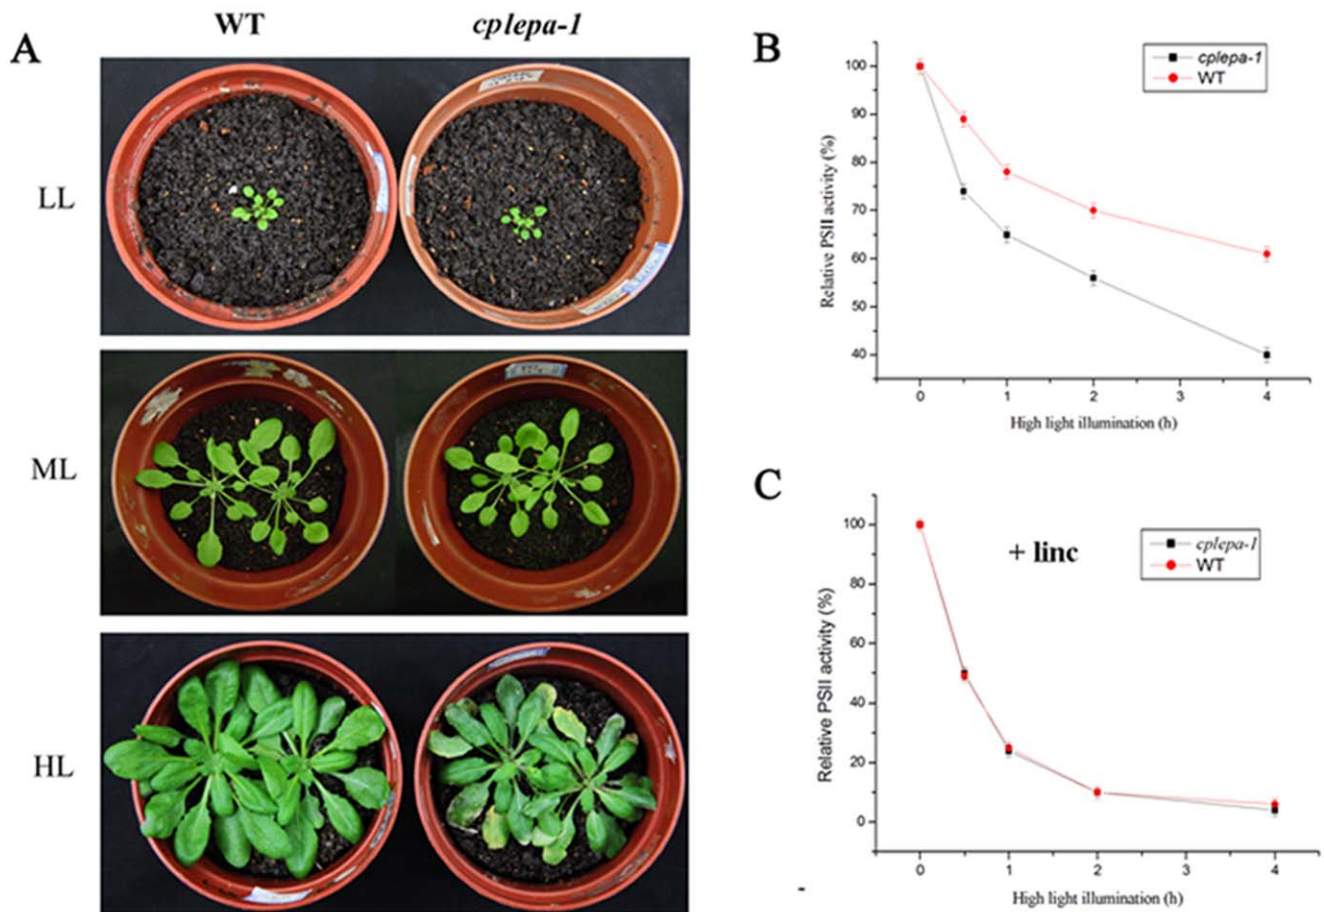 A
WT
cplepa-1
LL
ML
HL
B
cplepa-1
WT
Relative PSII activity (%)
100
90
80
70
60
50
40
0
1
2
3
4
High light illumination (h)
C
+ linc
cplepa-1
WT
Relative PSII activity (%)
100
80
60
40
20
0
0
1
2
3
4
High light illumination (h)
-